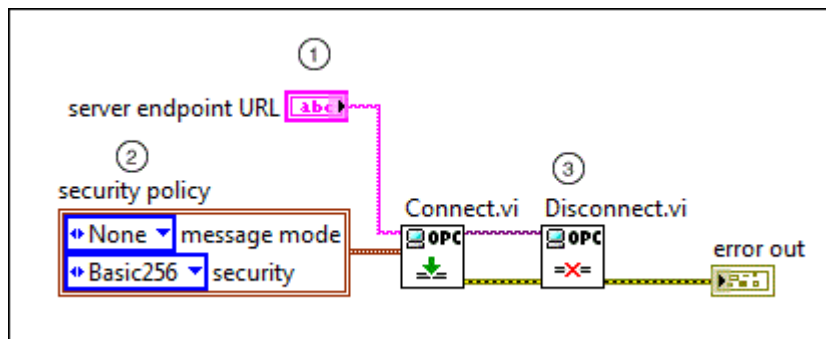 1
server endpoint URL
abc
2
security policy
None message mode
Basic256 security
3
Connect.vi
Disconnect.vi
OPC
OPC
=X=
error out